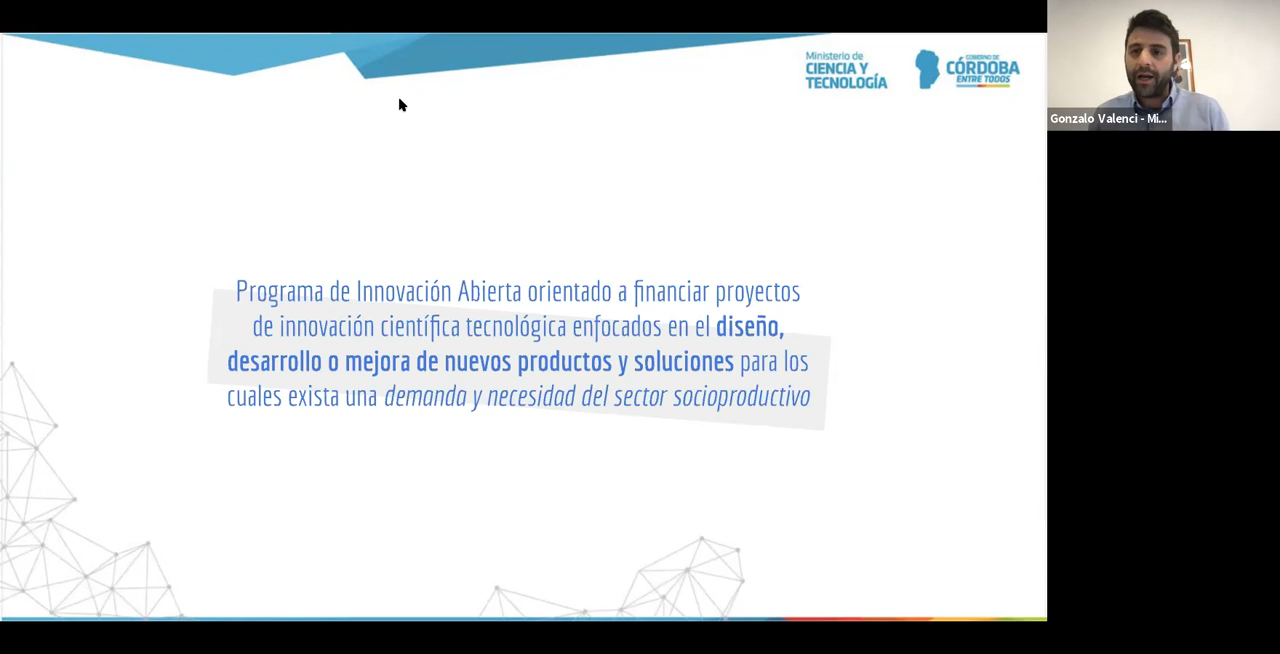 Ministerio de
CIENCIA Y
TECNOLOGÍA
GOBIERNO DE
CÓRDOBA
ENTRE TODOS
Gonzalo Valenci - Mi...
Programa de Innovación Abierta orientado a financiar proyectos
de innovación científica tecnológica enfocados en el diseño,
desarrollo o mejora de nuevos productos y soluciones para los
cuales exista una demanda y necesidad del sector socioproductivo